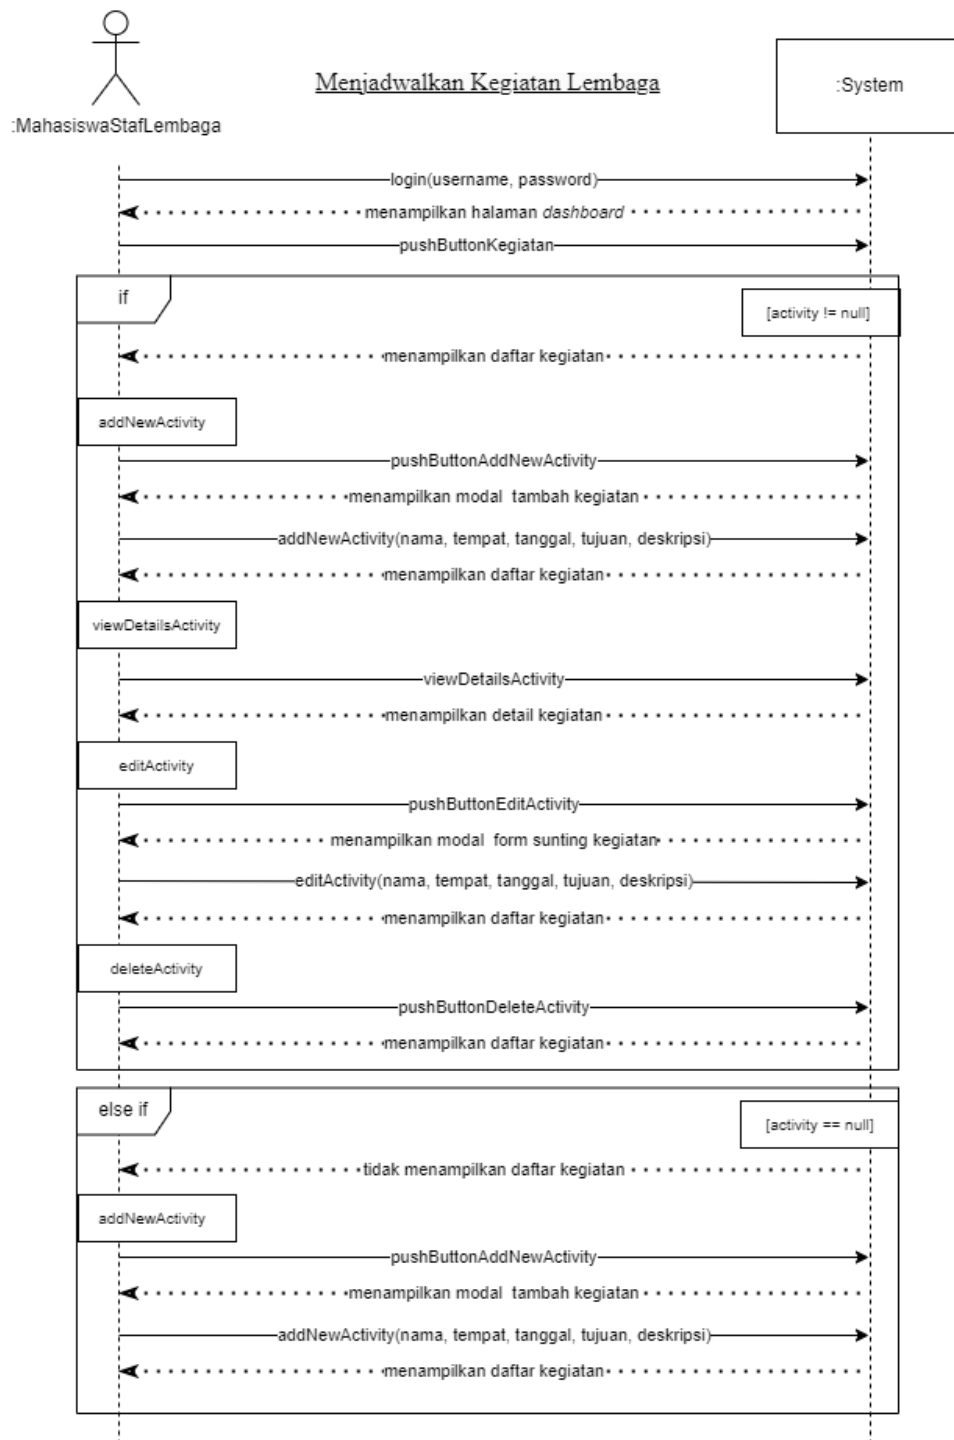 Menjadwalkan Kegiatan Lembaga
:System
:MahasiswaStafLembaga
login(username, password)
menampilkan halaman dashboard
pushButtonKegiatan
if
[activity != null]
menampilkan daftar kegiatan
addNewActivity
pushButtonAddNewActivity
menampilkan modal tambah kegiatan
addNewActivity(nama, tempat, tanggal, tujuan, deskripsi)
menampilkan daftar kegiatan
viewDetailsActivity
viewDetailsActivity
menampilkan detail kegiatan
editActivity
pushButtonEditActivity
menampilkan modal form sunting kegiatan
editActivity(nama, tempat, tanggal, tujuan, deskripsi)
menampilkan daftar kegiatan
deleteActivity
pushButtonDeleteActivity
menampilkan daftar kegiatan
else if
[activity == null]
tidak menampilkan daftar kegiatan
addNewActivity
pushButtonAddNewActivity
menampilkan modal tambah kegiatan
addNewActivity(nama, tempat, tanggal, tujuan, deskripsi)
menampilkan daftar kegiatan